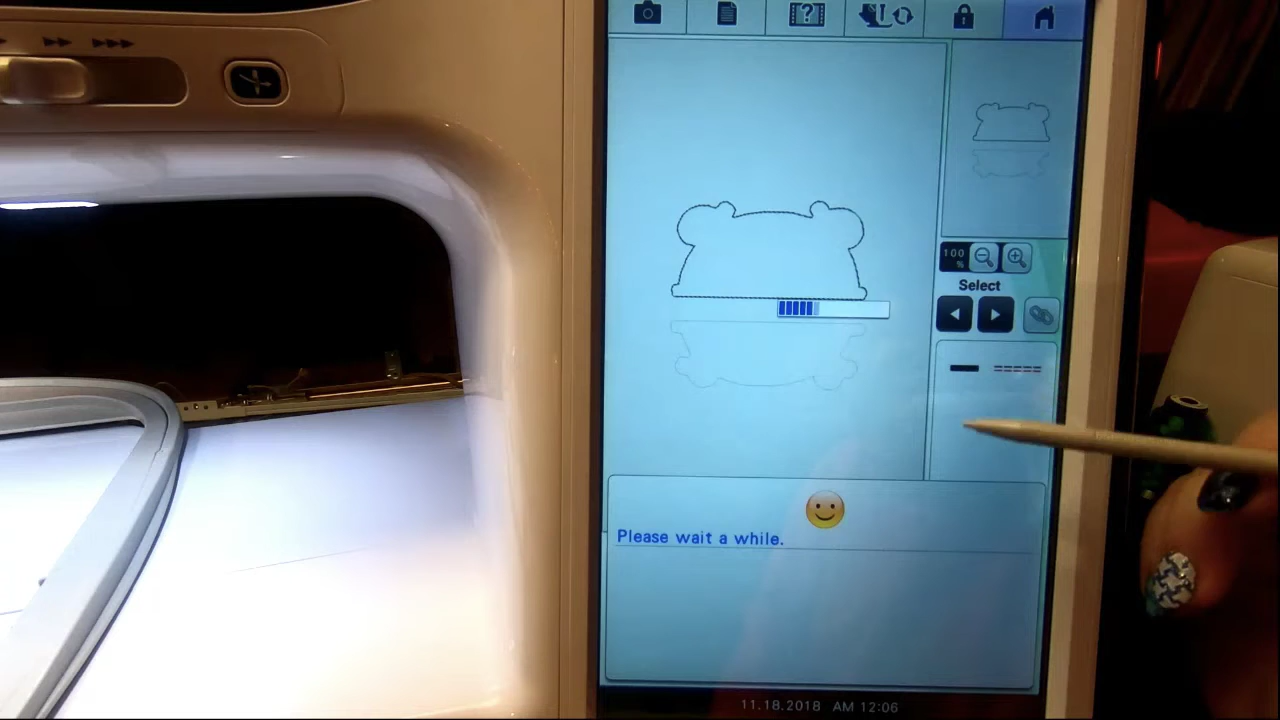 ?
100
%
Select
Please wait a while.
11.18.2018 AM 12:06